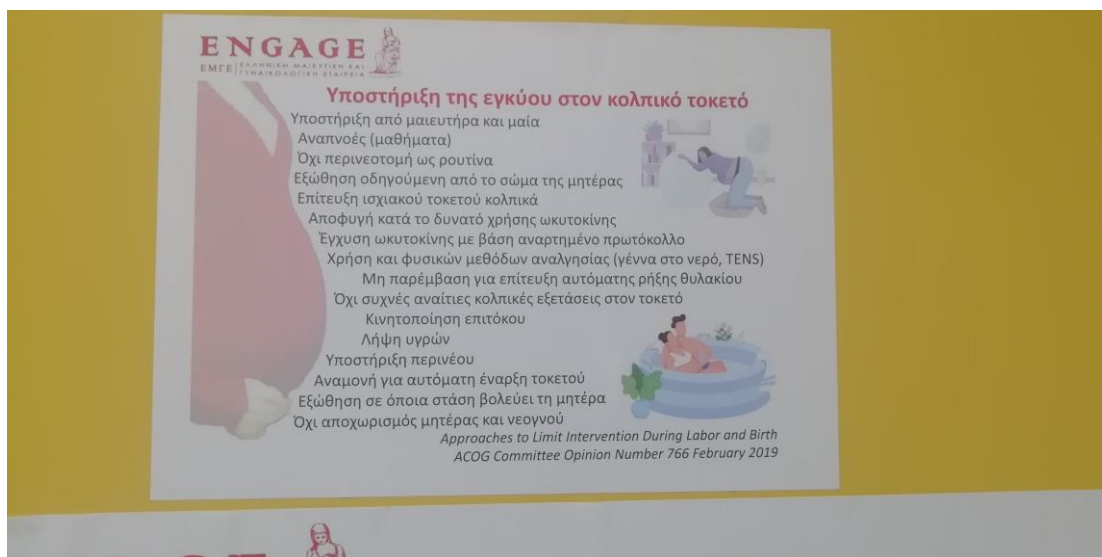 ENGAGE
ΕΜΓΕ ΕΛΛΗΝΙΚΗ ΜΑΙΕΥΤΙΚΗ ΚΑΙ
ΓΥΝΑΙΚΟΛΟΓΙΚΗ ΕΤΑΙΡΕΙΑ
Υποστήριξη της εγκύου στον κολπικό τοκετό
Υποστήριξη από μαιευτήρα και μαία
Αναπνοές (μαθήματα)
Όχι περινεοτομή ως ρουτίνα
Εξώθηση οδηγούμενη από το σώμα της μητέρας
Επίτευξη ισχιακού τοκετού κολπικά
Αποφυγή κατά το δυνατό χρήσης ωκυτοκίνης
Έγχυση ωκυτοκίνης με βάση αναρτημένο πρωτόκολλο
Χρήση και φυσικών μεθόδων αναλγησίας (γέννα στο νερό, TENS)
Μη παρέμβαση για επίτευξη αυτόματης ρήξης θυλακίου
Όχι συχνές αναίτιες κολπικές εξετάσεις στον τοκετό
Κινητοποίηση επιτόκου
Λήψη υγρών
Υποστήριξη περινέου
Αναμονή για αυτόματη έναρξη τοκετού
Εξώθηση σε όποια στάση βολεύει τη μητέρα
Όχι αποχωρισμός μητέρας και νεογνού
Approaches to Limit Intervention During Labor and Birth
ACOG Committee Opinion Number 766 February 2019